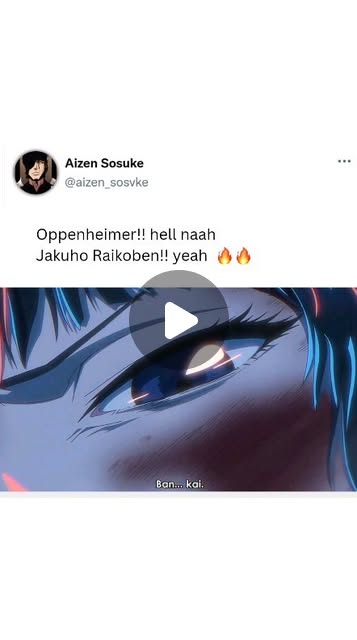 Aizen Sosuke
@aizen_sosvke
Oppenheimer!! hell naah
Jakuho Raikoben!! yeah 🔥🔥
Ban... kai.